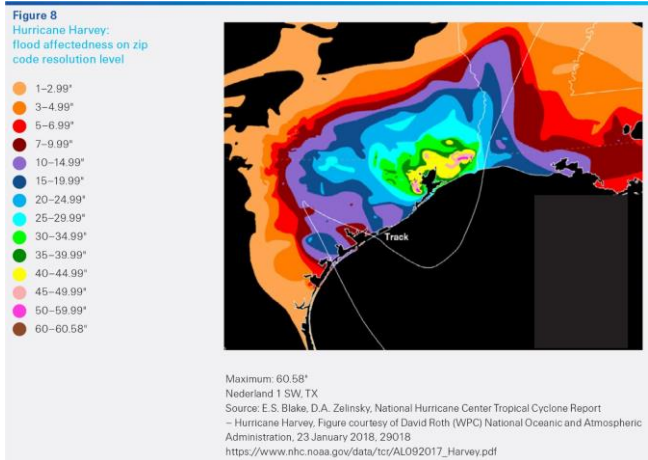 Figure 8
Hurricane Harvey:
flood affectedness on zip
code resolution level
1–2.99"
3–4.99"
5–6.99"
7–9.99"
10–14.99"
15–19.99"
20–24.99"
25–29.99"
30–34.99"
35–39.99"
40–44.99"
45–49.99"
50–59.99"
60–60.58"
Track
Maximum: 60.58"
Nederland 1 SW, TX
Source: E.S. Blake, D.A. Zelinsky, National Hurricane Center Tropical Cyclone Report
– Hurricane Harvey, Figure courtesy of David Roth (WPC) National Oceanic and Atmospheric
Administration, 23 January 2018, 29018
https://www.nhc.noaa.gov/data/tct/AL092017_Harvey.pdf